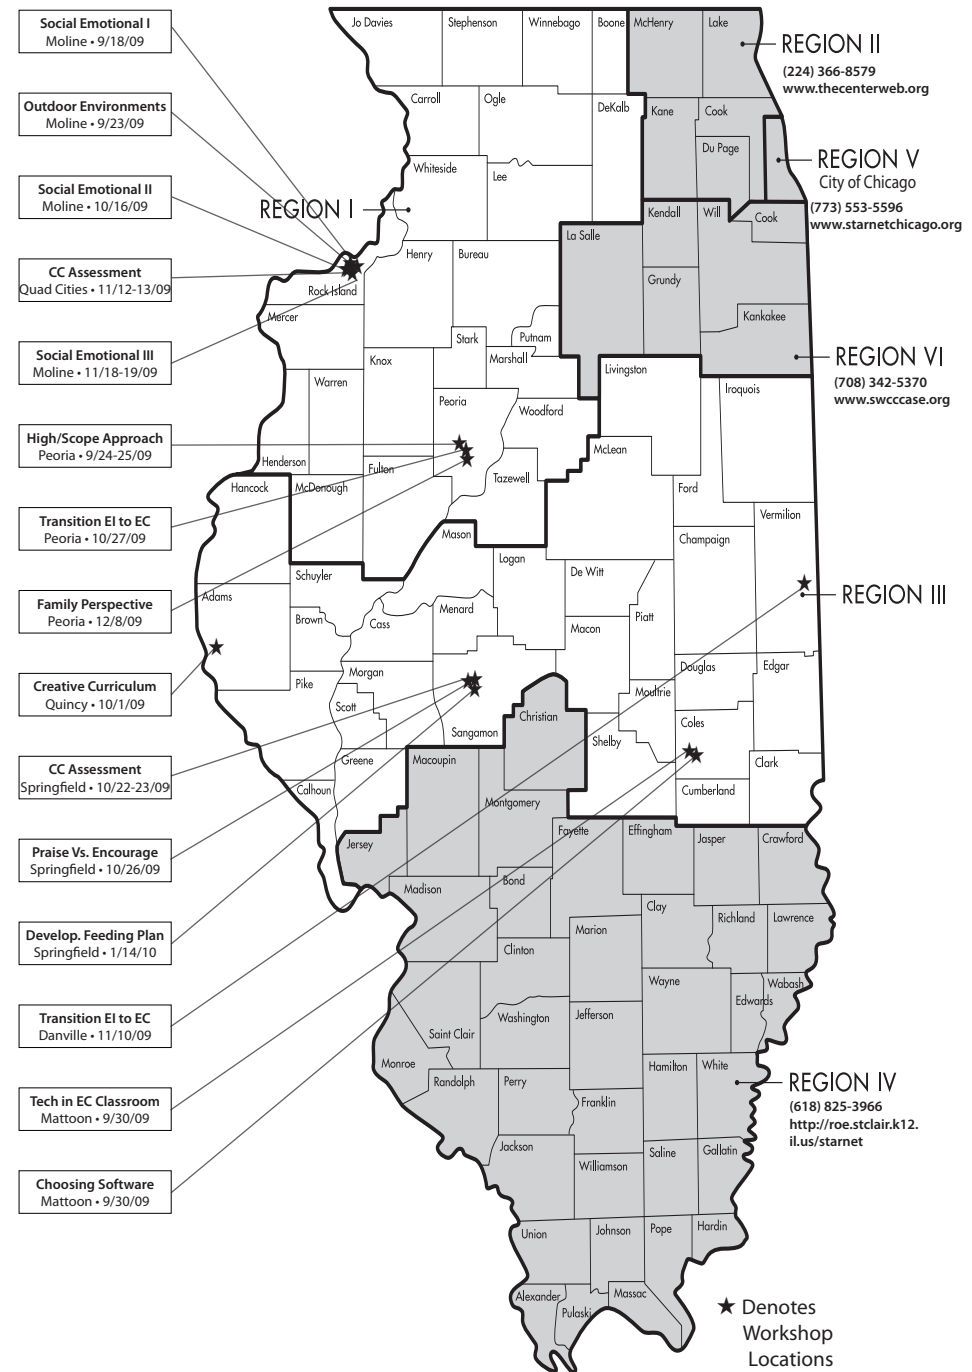 Social Emotional I
Moline • 9/18/09
Outdoor Environments
Moline • 9/23/09
Social Emotional II
Moline • 10/16/09
CC Assessment
Quad Cities • 11/12-13/09
Social Emotional III
Moline • 11/18-19/09
High/Scope Approach
Peoria • 9/24-25/09
Transition EI to EC
Peoria • 10/27/09
Family Perspective
Peoria • 12/8/09
Creative Curriculum
Quincy • 10/1/09
CC Assessment
Springfield • 10/22-23/09
Praise Vs. Encourage
Springfield • 10/26/09
Develop. Feeding Plan
Springfield • 1/14/10
Transition EI to EC
Danville • 11/10/09
Tech in EC Classroom
Mattoon • 9/30/09
Choosing Software
Mattoon • 9/30/09
Jo Davies
Stephenson
Winnebago
Boone
McHenry
Lake
REGION II
(224) 366-8579
www.thecenterweb.org
Carroll
Ogle
DeKalb
Kane
Cook
Du Page
REGION V
City of Chicago
(773) 553-5596
www.starnetchicago.org
Whiteside
Lee
REGION I
Kendall
Will
Cook
La Salle
Henry
Bureau
Grundy
Rock Island
Kankakee
Mercer
Putnam
Stark
Marshall
REGION VI
(708) 342-5370
www.swcccase.org
Knox
Livingston
Warren
Iroquois
Peoria
Woodford
McLean
Henderson
Fulton
Tazewell
Hancock
McDonough
Ford
Vermilion
Mason
Champaign
Logan
De Witt
Schuyler
REGION III
Adams
Menard
Brown
Cass
Piatt
Macon
Morgan
Douglas
Edgar
Pike
Moultrie
Scott
Christian
Coles
Sangamon
Shelby
Greene
Macoupin
Clark
Calhoun
Cumberland
Montgomery
Jersey
Fayette
Effingham
Jasper
Crawford
Madison
Bond
Clay
Richland
Lawrence
Marion
Clinton
Wayne
Wabash
Edwards
Washington
Jefferson
Saint Clair
Monroe
Hamilton
White
Randolph
Perry
REGION IV
(618) 825-3966
http://roe.stclair.k12.
il.us/starnet
Franklin
Jackson
Saline
Gallatin
Williamson
Union
Johnson
Pope
Hardin
Alexander
Massac
Pulaski
★ Denotes
Workshop
Locations